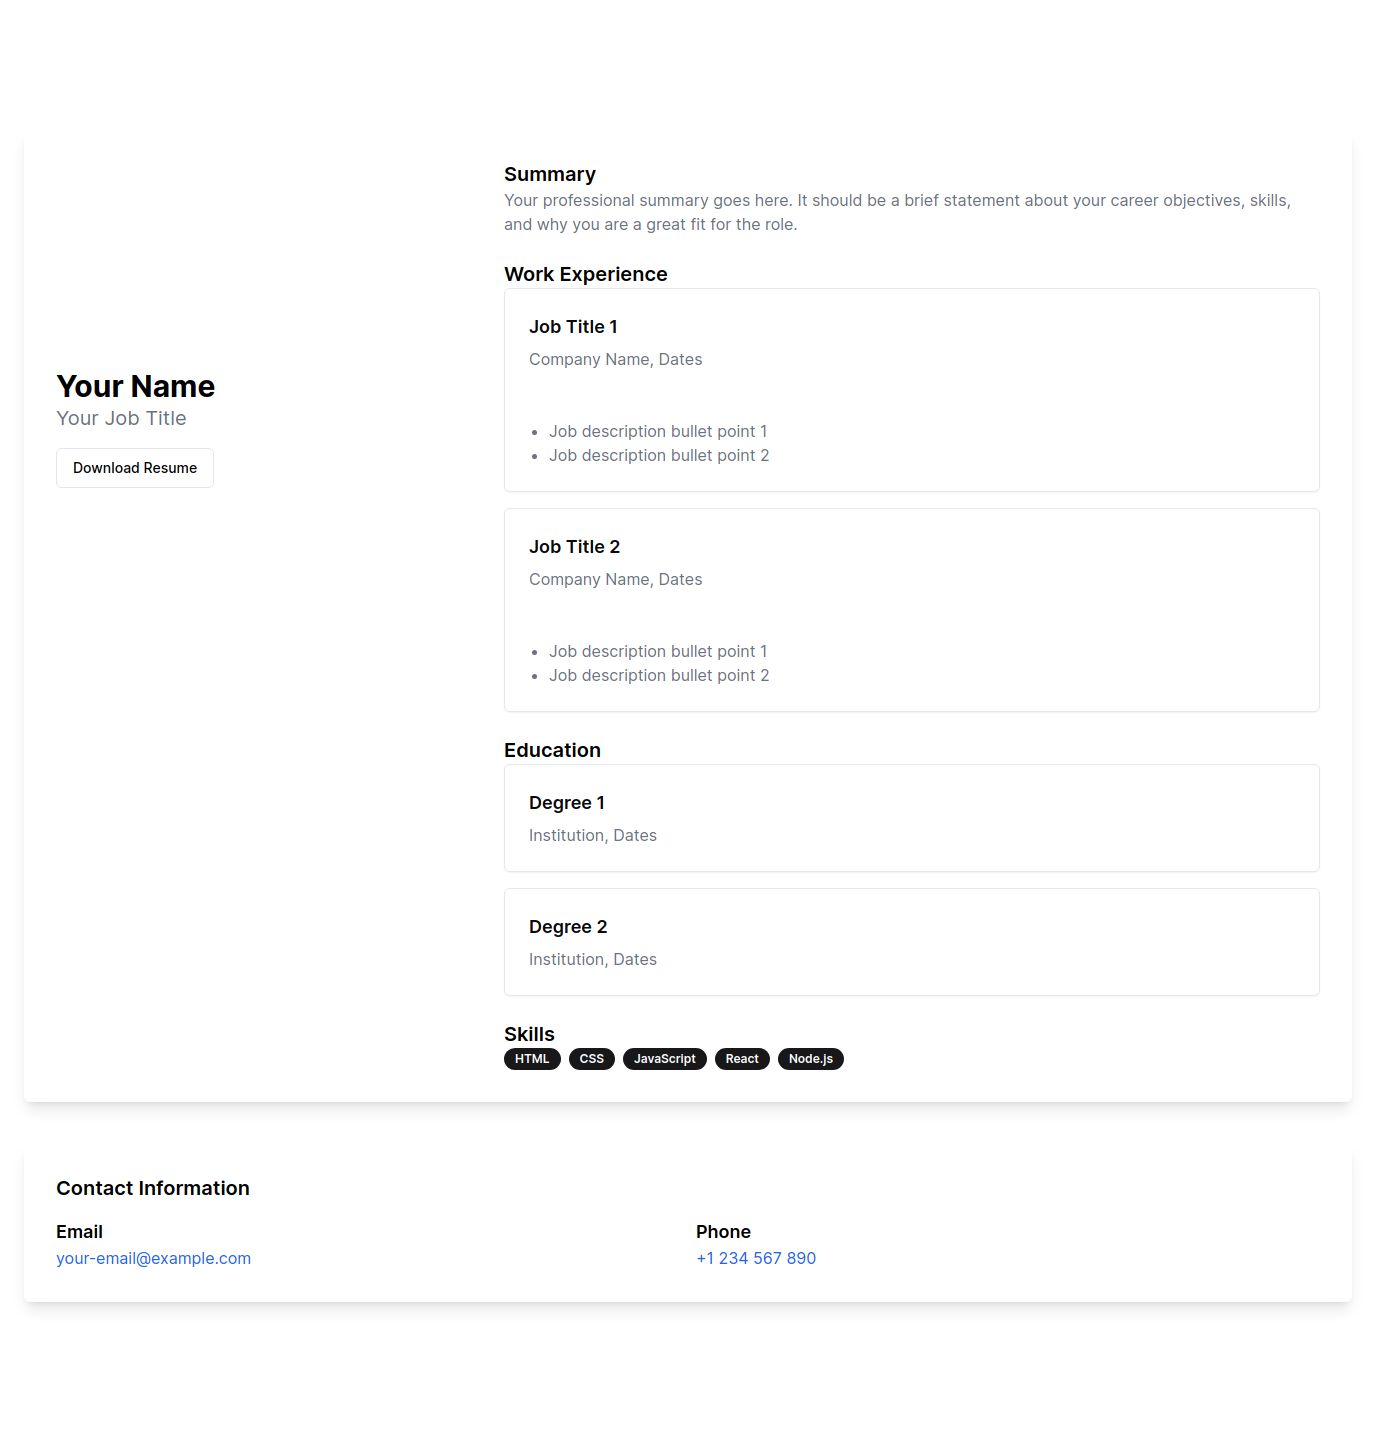 Your Name
Your Job Title
Download Resume
Summary
Your professional summary goes here. It should be a brief statement about your career objectives, skills,
and why you are a great fit for the role.
Work Experience
Job Title 1
Company Name, Dates
• Job description bullet point 1
• Job description bullet point 2
Job Title 2
Company Name, Dates
• Job description bullet point 1
• Job description bullet point 2
Education
Degree 1
Institution, Dates
Degree 2
Institution, Dates
Skills
HTML CSS JavaScript React Node.js
Contact Information
Email
your-email@example.com
Phone
+1 234 567 890